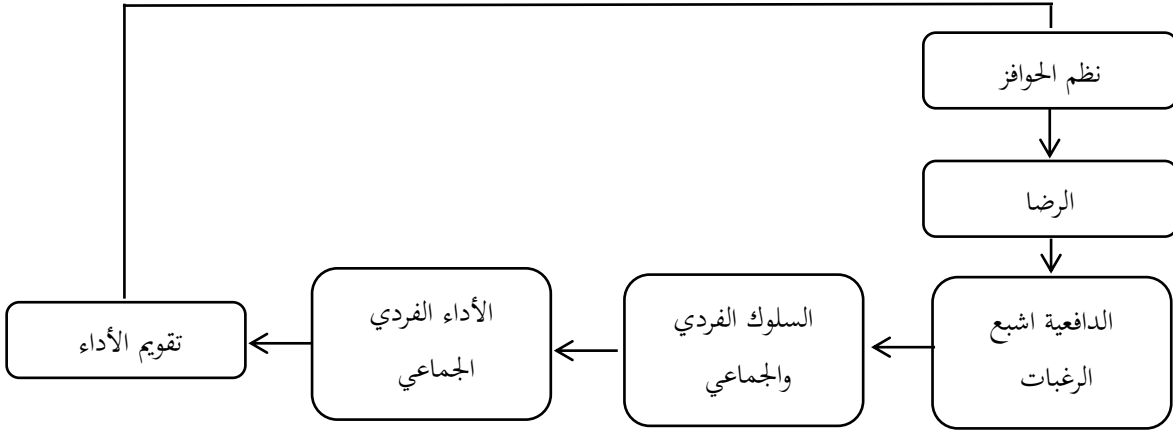 نظم الحوافز
الرضا
الدافعية اشبع
الرغبات
السلوك الفردي
والجماعي
الأداء الفردي
الجماعي
تقويم الأداء